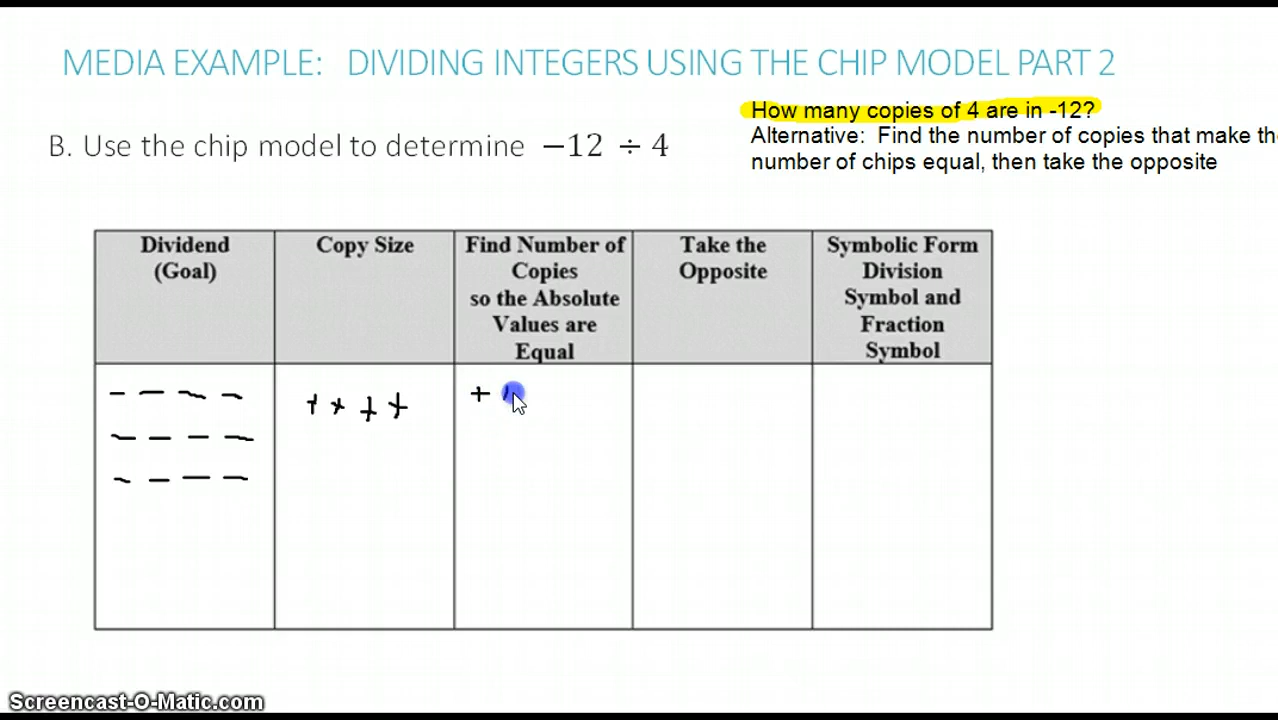 MEDIA EXAMPLE: DIVIDING INTEGERS USING THE CHIP MODEL PART 2
How many copies of 4 are in -12?
Alternative: Find the number of copies that make the
number of chips equal, then take the opposite
B. Use the chip model to determine −12 ÷ 4
Dividend
(Goal)
Copy Size
Find Number of
Copies
so the Absolute
Values are
Equal
Take the
Opposite
Symbolic Form
Division
Symbol and
Fraction
Symbol
− − − −
− − − −
− − − −
+ + + +
+
Screencast-O-Matic.com